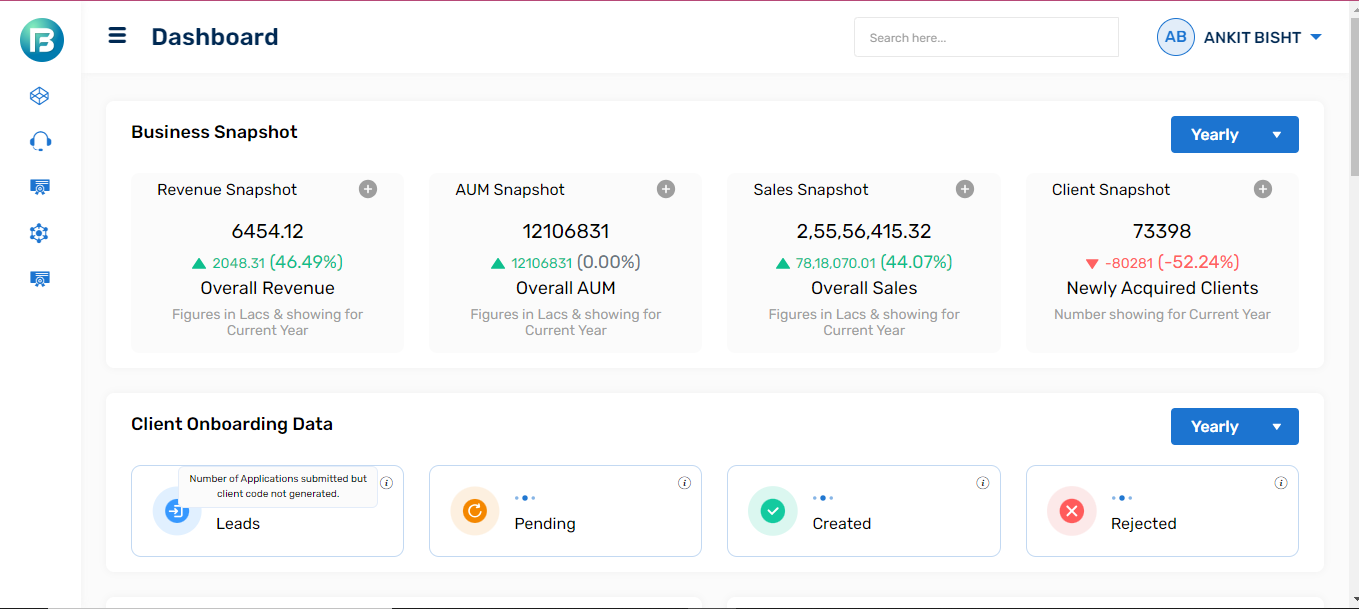 Dashboard
Search here...
AB
ANKIT BISHT
Business Snapshot
Yearly
Revenue Snapshot
6454.12
2048.31 (46.49%)
Overall Revenue
Figures in Lacs & showing for
Current Year
AUM Snapshot
12106831
12106831 (0.00%)
Overall AUM
Figures in Lacs & showing for
Current Year
Sales Snapshot
2,55,56,415.32
78,18,070.01 (44.07%)
Overall Sales
Figures in Lacs & showing for
Current Year
Client Snapshot
73398
-80281 (-52.24%)
Newly Acquired Clients
Number showing for Current Year
Client Onboarding Data
Yearly
Number of Applications submitted but
client code not generated.
i
Leads
i
Pending
i
Created
i
Rejected